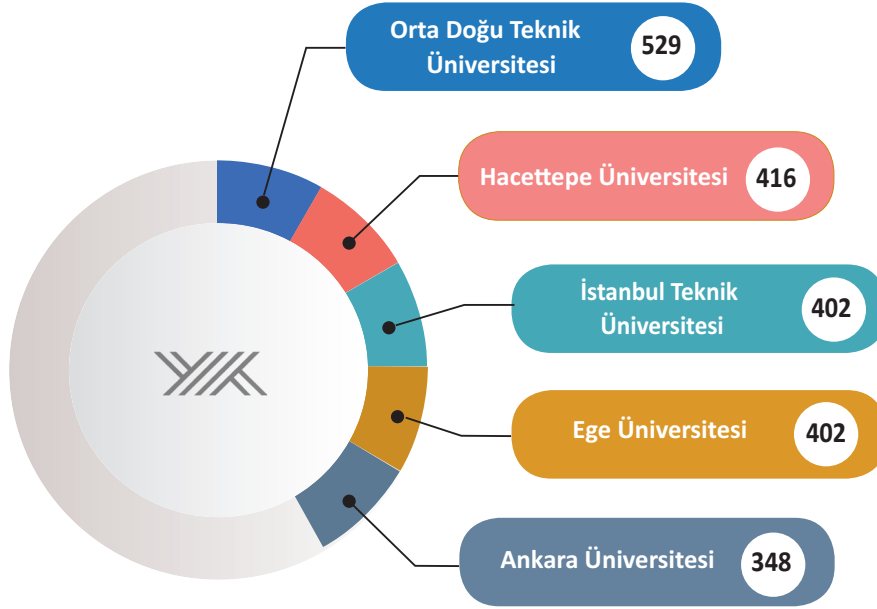 Orta Doğu Teknik
Üniversitesi
529
Hacettepe Üniversitesi
416
İstanbul Teknik
Üniversitesi
402
Ege Üniversitesi
402
Ankara Üniversitesi
348